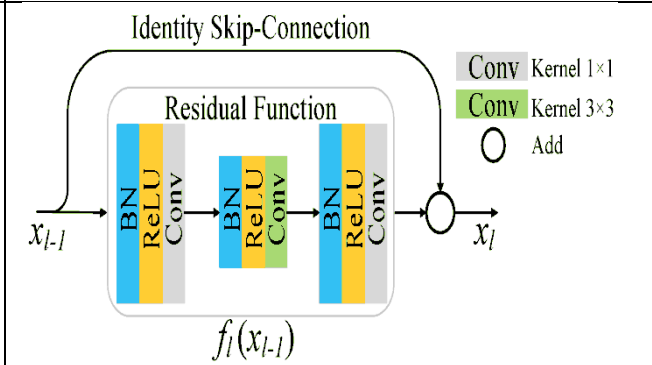 Identity Skip-Connection
Residual Function
BN
ReLU
Conv
BN
ReLU
Conv
BN
ReLU
Conv
x_{l-1}
x_l
f_l(x_{l-1})
Conv Kernel 1×1
Conv Kernel 3×3
Add